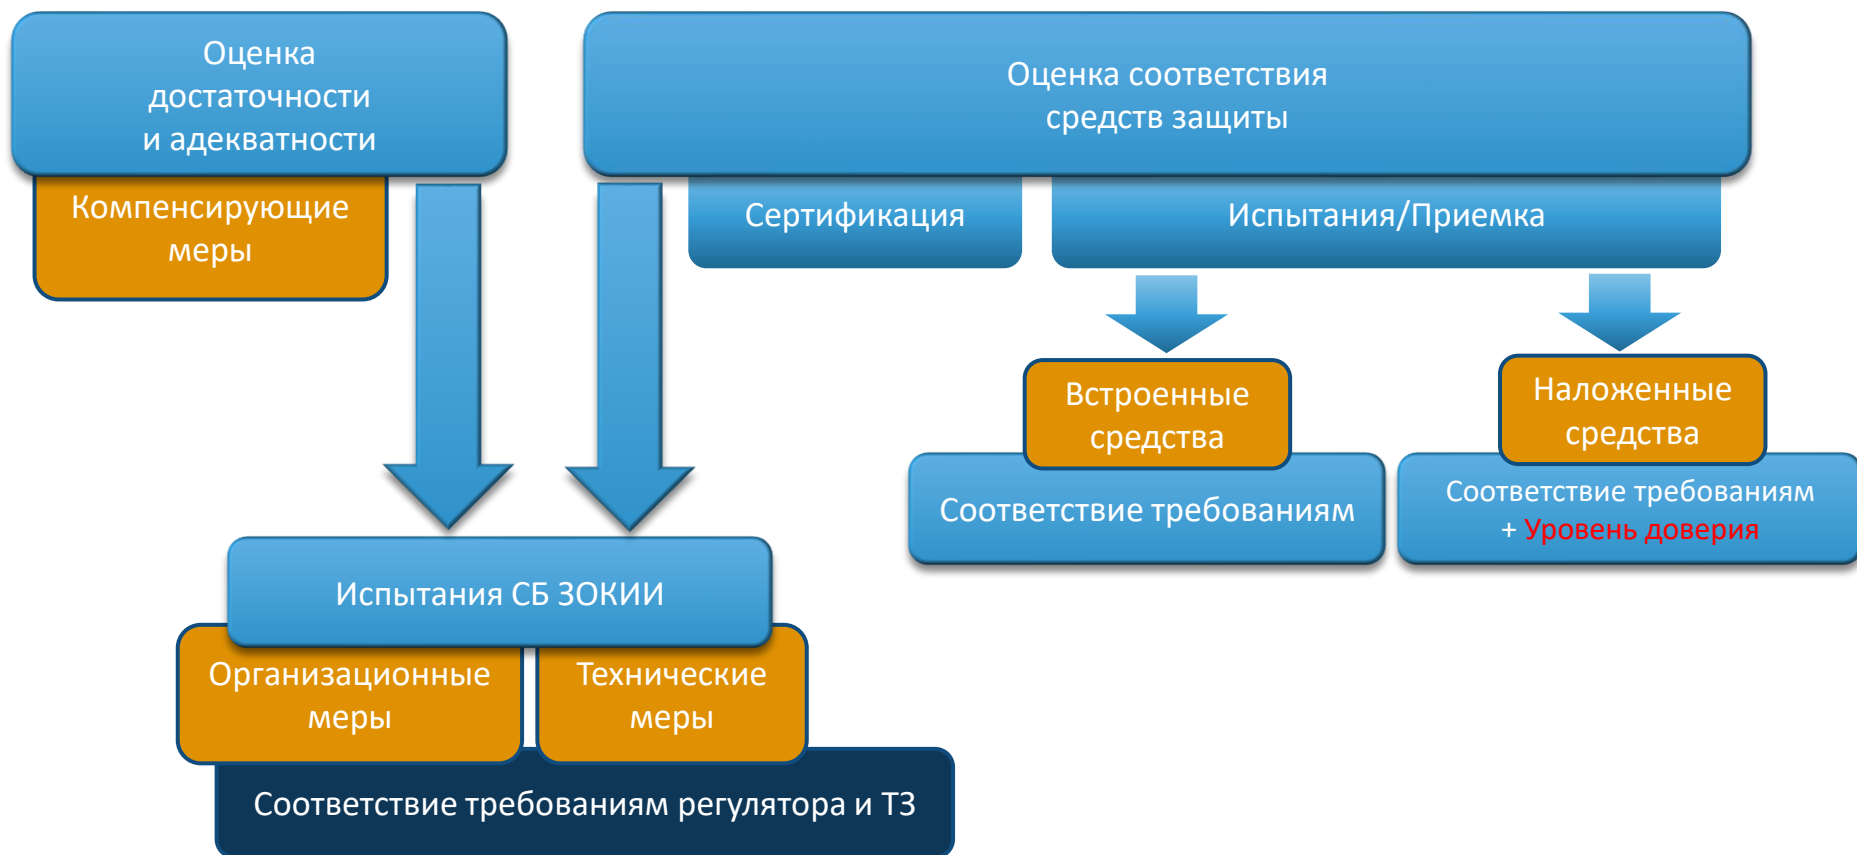 Оценка
достаточности
и адекватности
Компенсирующие
меры
Оценка соответствия
средств защиты
Сертификация
Испытания/Приемка
Встроенные
средства
Соответствие требованиям
Наложенные
средства
Соответствие требованиям
+ Уровень доверия
Испытания СБ ЗОКИИ
Организационные
меры
Технические
меры
Соответствие требованиям регулятора и ТЗ